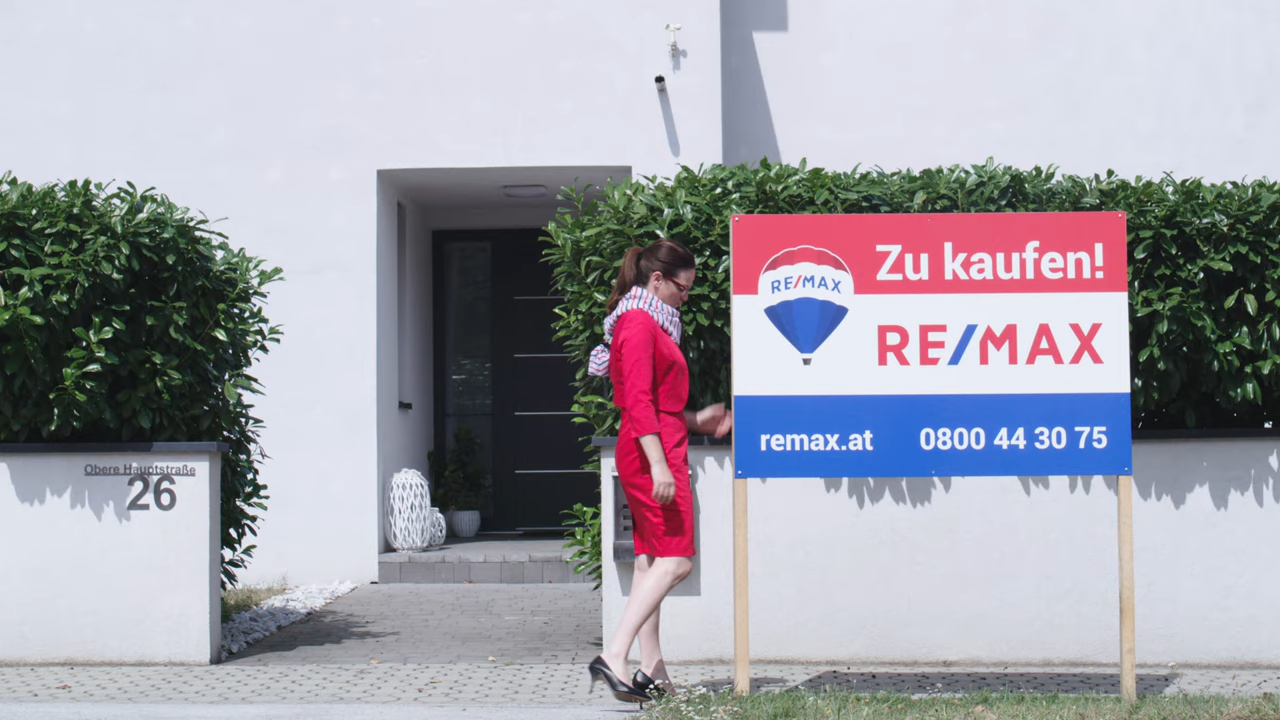 Obere Hauptstraße
26
Zu kaufen!
RE/MAX
RE/MAX
remax.at
0800 44 30 75